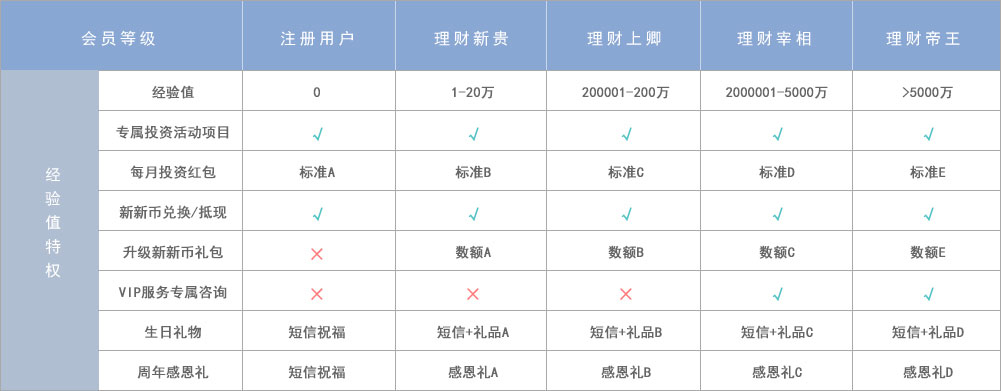 会员等级 注册用户 理财新贵 理财上卿 理财宰相 理财帝王
经验值特权
经验值 0 1-20万 200001-200万 2000001-5000万 >5000万
专属投资活动项目 √ √ √ √ √
每月投资红包 标准A 标准B 标准C 标准D 标准E
新新币兑换/抵现 √ √ √ √ √
升级新新币礼包 × 数额A 数额B 数额C 数额E
VIP服务专属咨询 × × × √ √
生日礼物 短信祝福 短信+礼品A 短信+礼品B 短信+礼品C 短信+礼品D
周年感恩礼 短信祝福 感恩礼A 感恩礼B 感恩礼C 感恩礼D